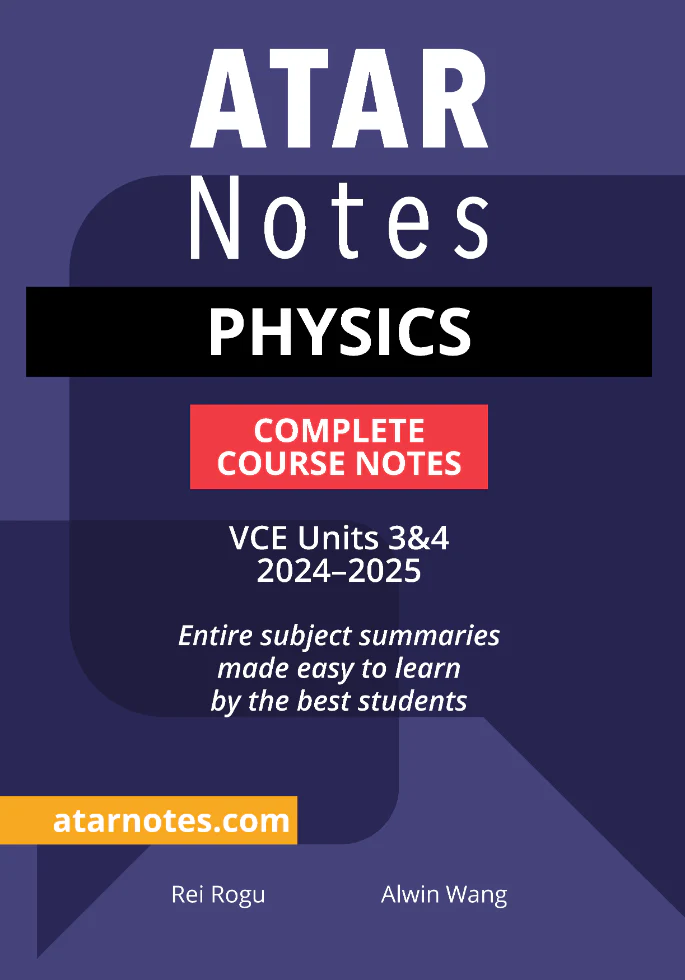 ATAR
Notes
PHYSICS
COMPLETE
COURSE NOTES
VCE Units 3&4
2024–2025
Entire subject summaries
made easy to learn
by the best students
atarnotes.com
Rei Rogu Alwin Wang